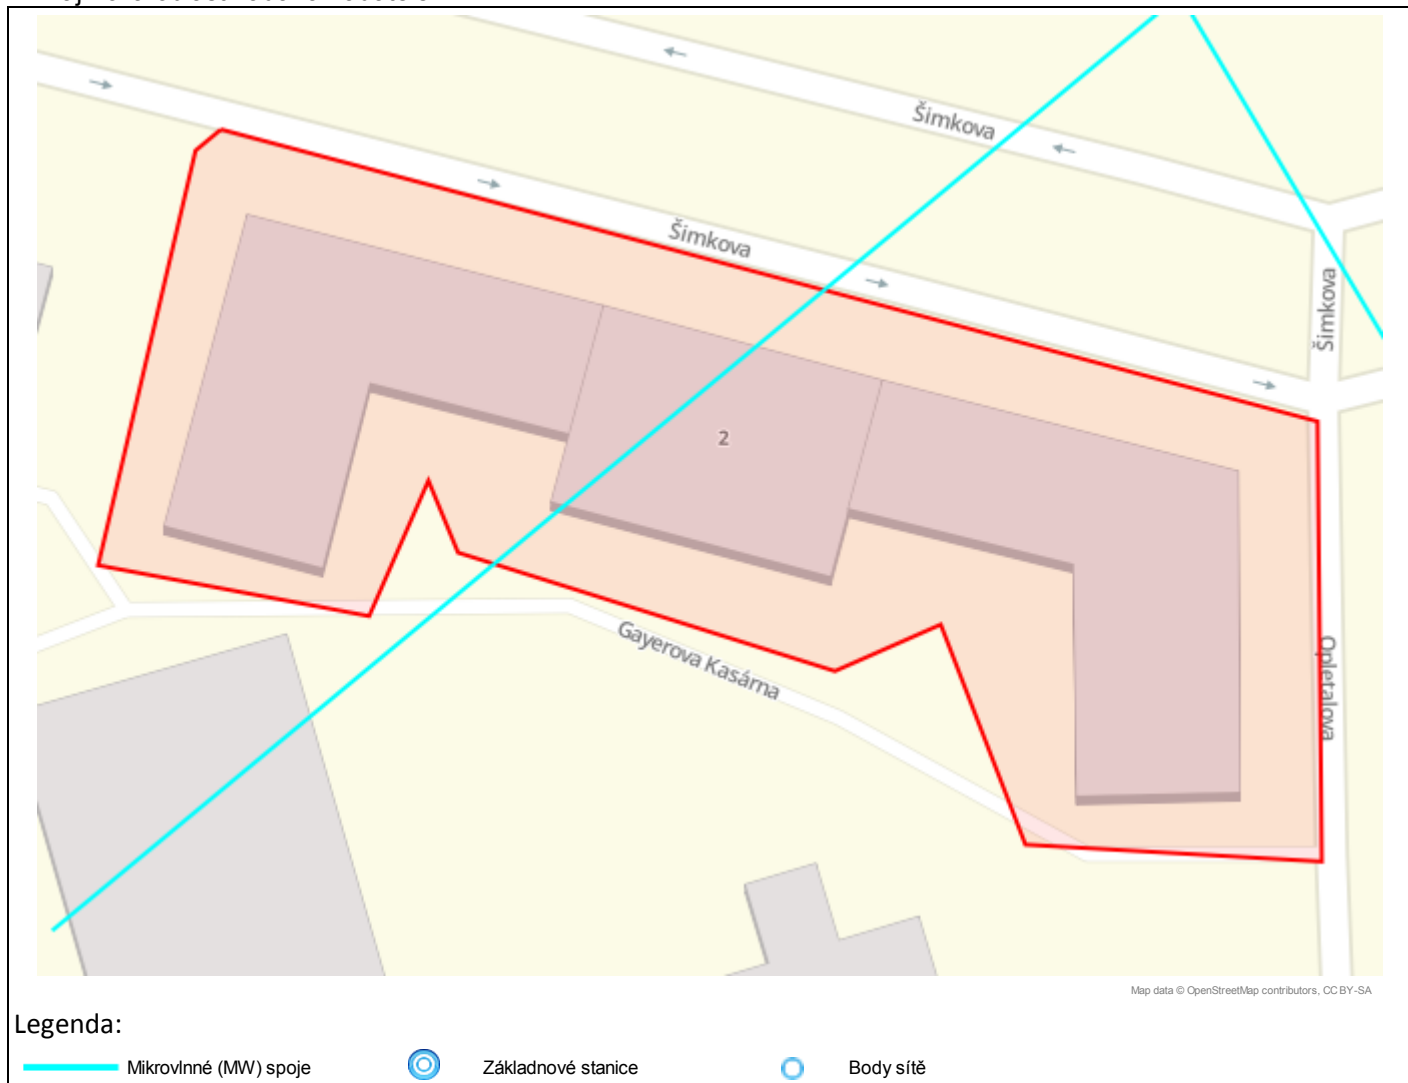 Šimkova
Šimkova
Šimkova
2
Gayerova Kasárna
Opletalova
Map data © OpenStreetMap contributors, CC BY-SA
Legenda:
Mikrovlnné (MW) spoje
Základnové stanice
Body sítě